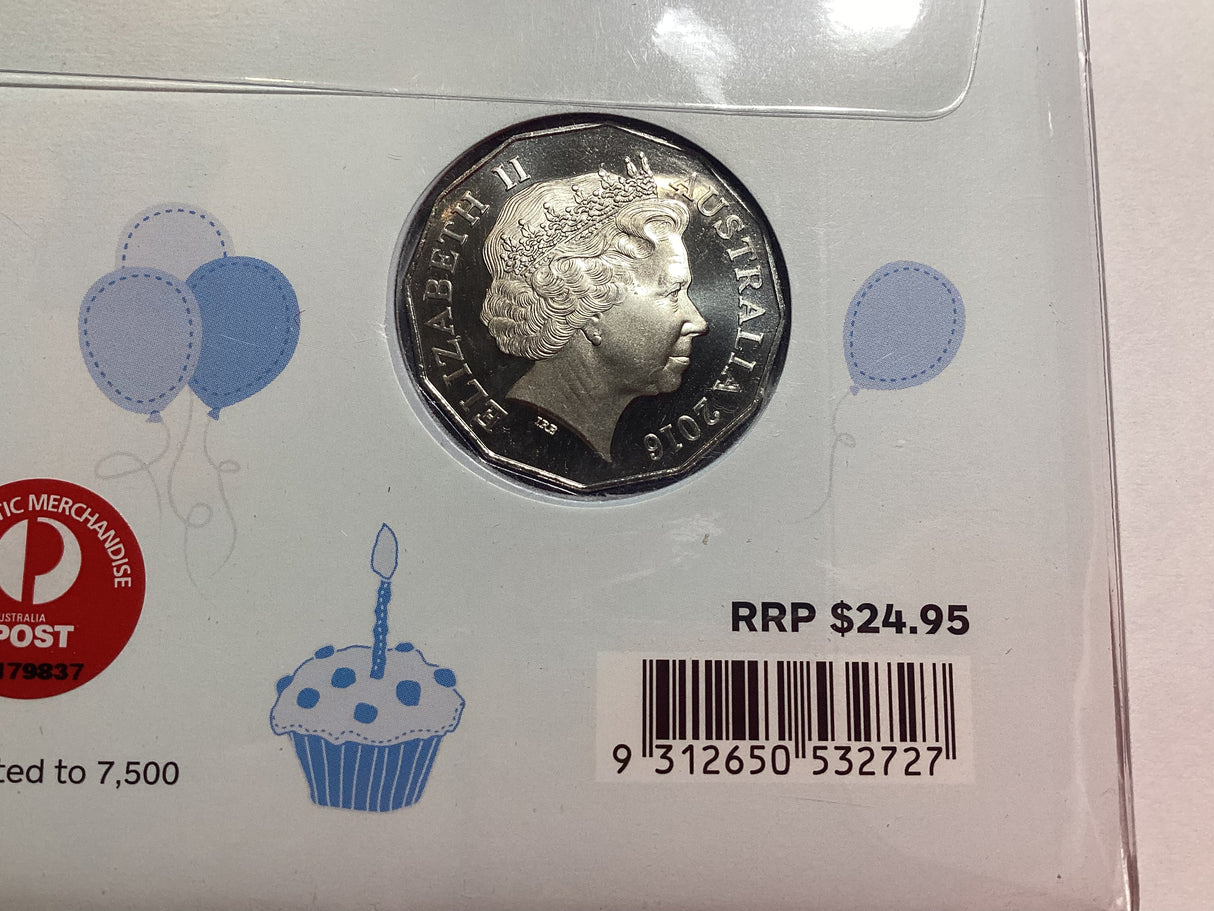 ELIZABETH II AUSTRALIA 2016
IRB
TIC MERCHANDISE
USTRALIA
POST
179837
RRP $24.95
9 312650 532727
ted to 7,500